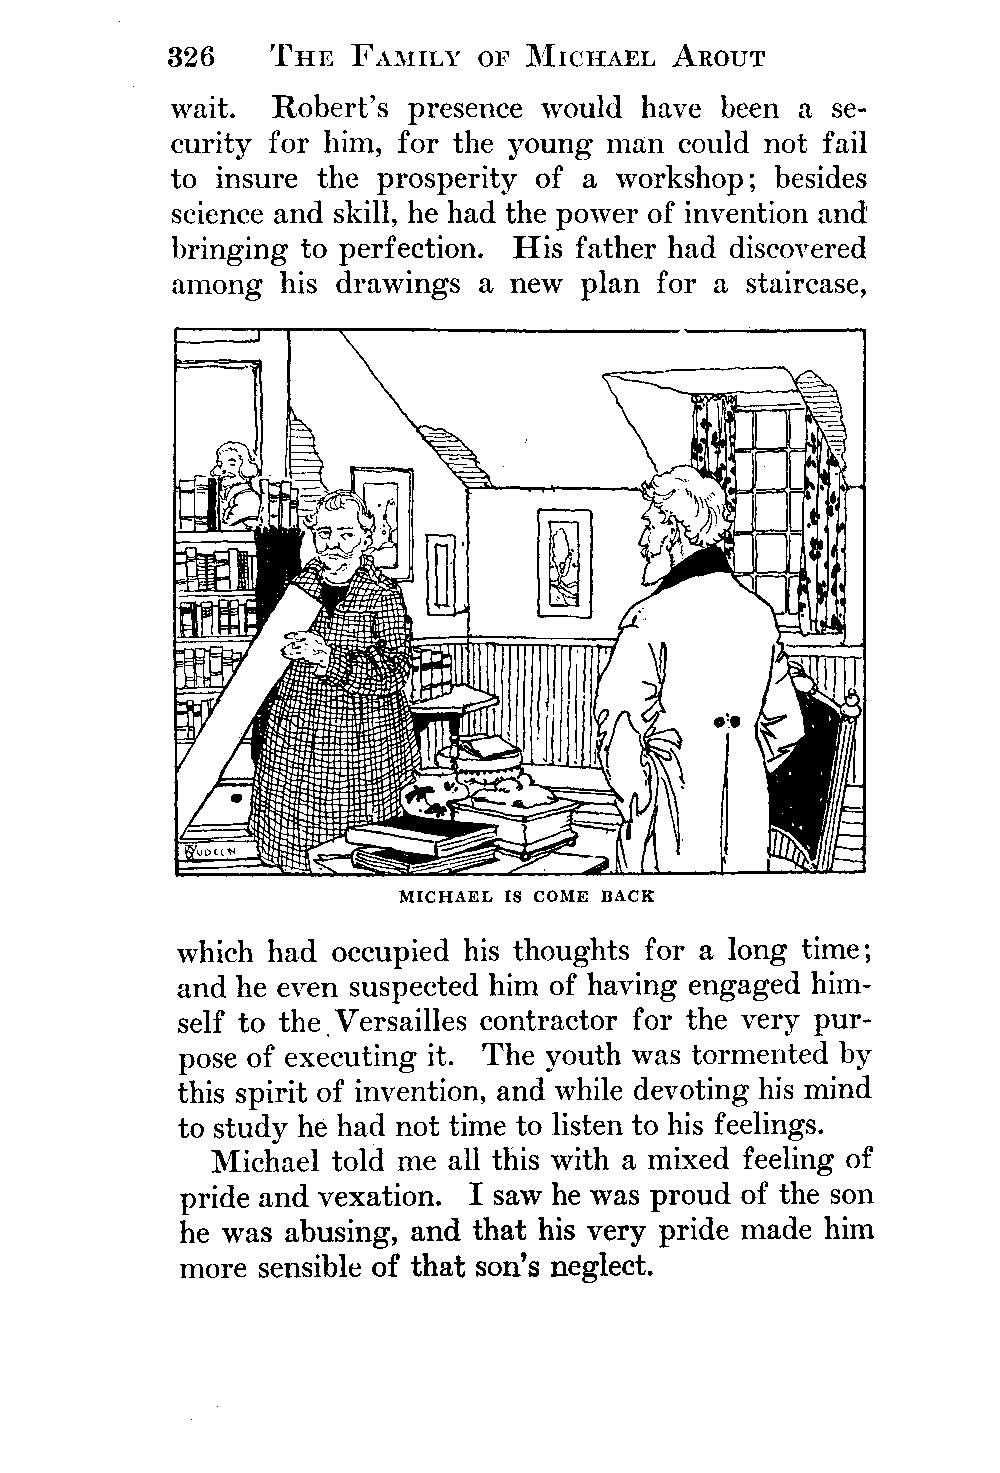 326 THE FAMILY OF MICHAEL AROUT
wait. Robert's presence would have been a se-
curity for him, for the young man could not fail
to insure the prosperity of a workshop; besides
science and skill, he had the power of invention and
bringing to perfection. His father had discovered
among his drawings a new plan for a staircase,
MICHAEL IS COME BACK
which had occupied his thoughts for a long time;
and he even suspected him of having engaged him-
self to the Versailles contractor for the very pur-
pose of executing it. The youth was tormented by
this spirit of invention, and while devoting his mind
to study he had not time to listen to his feelings.
Michael told me all this with a mixed feeling of
pride and vexation. I saw he was proud of the son
he was abusing, and that his very pride made him
more sensible of that son's neglect.